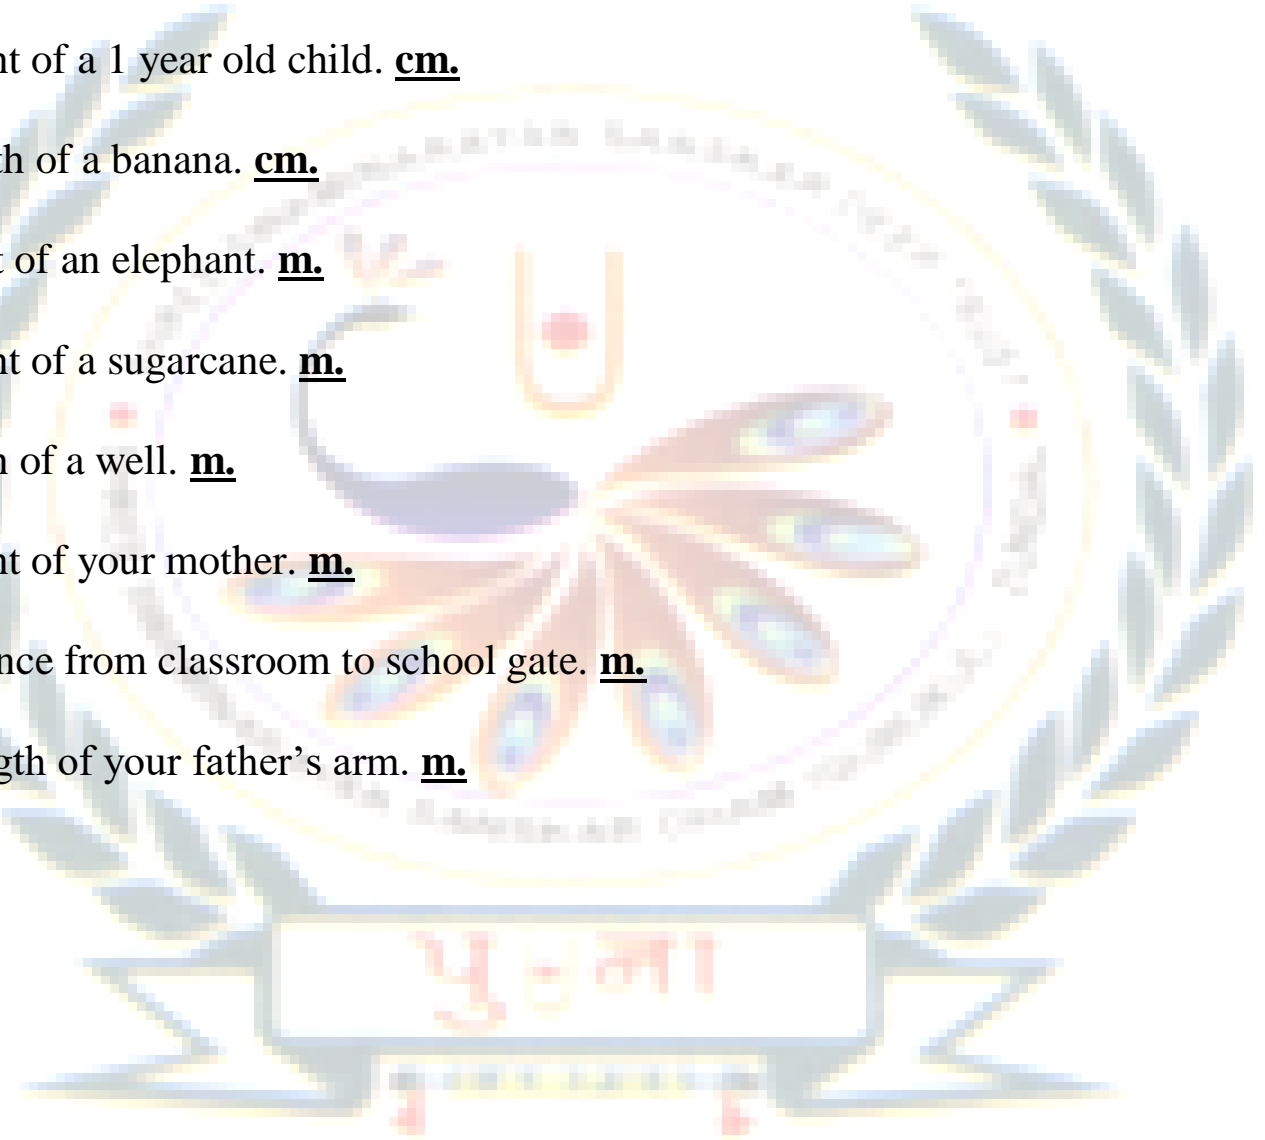 nt of a 1 year old child. cm.
th of a banana. cm.
t of an elephant. m.
nt of a sugarcane. m.
n of a well. m.
nt of your mother. m.
nce from classroom to school gate. m.
gth of your father’s arm. m.